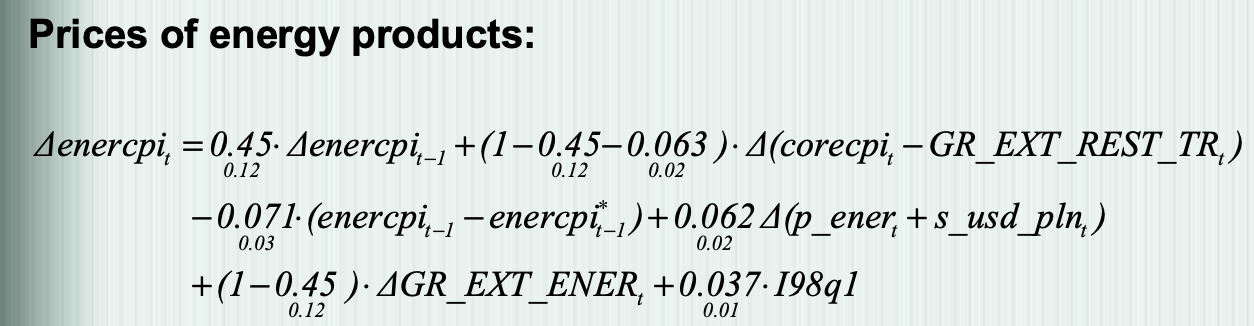 Prices of energy products:
Δenercpi_t = 0.45· Δenercpi_{t−1} +(1−0.45−0.063 )· Δ(corecpi_t − GR_EXT_REST_TR_t )
0.12 0.12 0.02
−0.071·(enercpi_{t−1} − enercpi*_{t−1})+0.062 Δ(p_ener_t + s_usd_pln_t )
0.03 0.02
+(1−0.45 )· ΔGR_EXT_ENER_t +0.037· I98q1
0.12 0.01